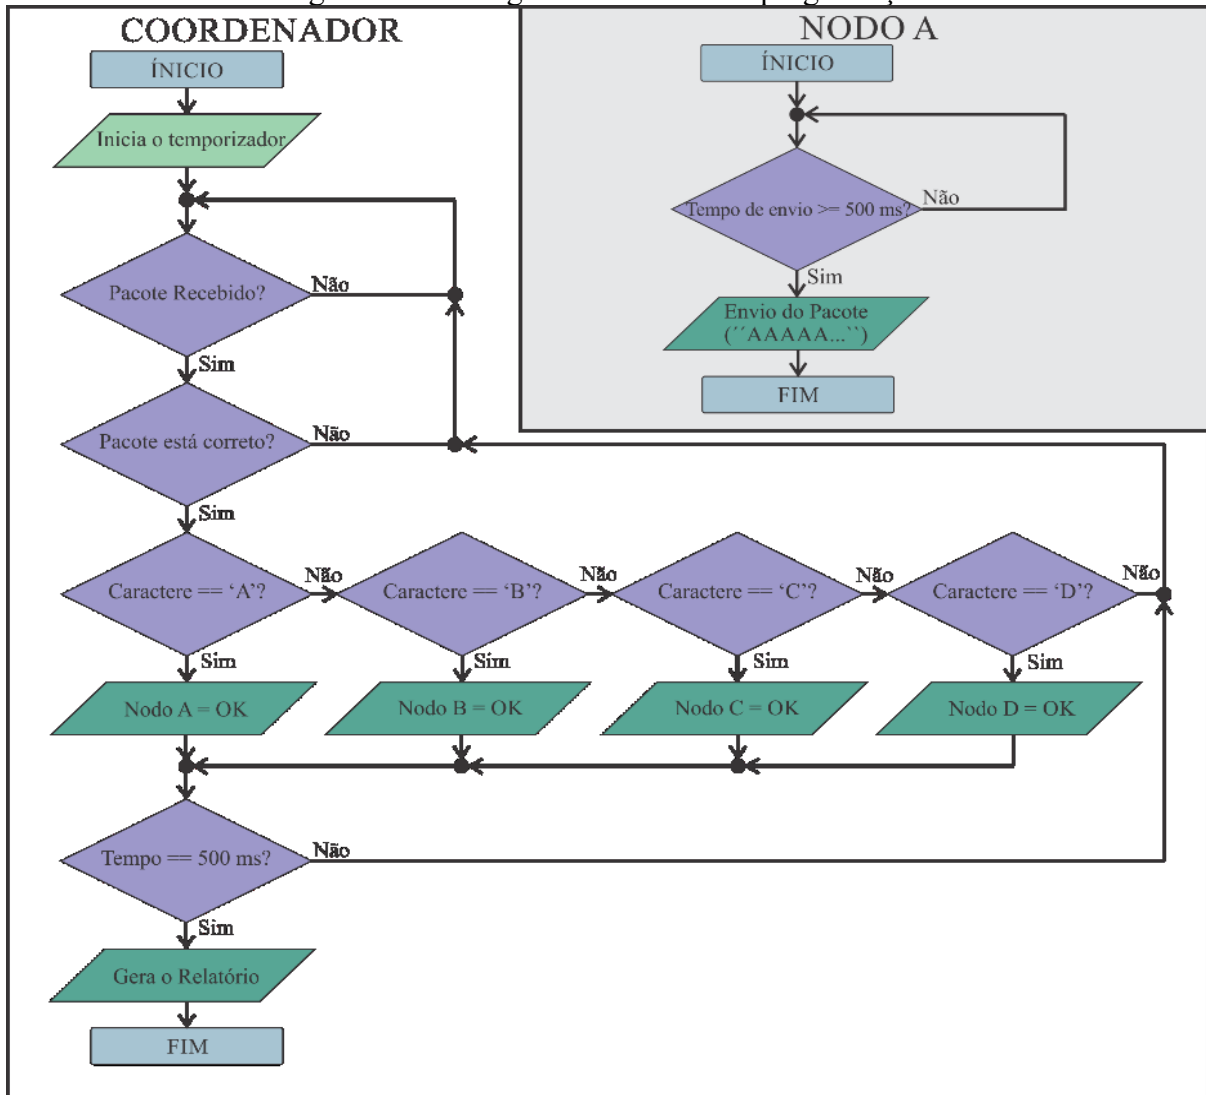 COORDENADOR
ÍNICIO
Inicia o temporizador
Pacote Recebido?
Não
Sim
Pacote está correto?
Não
Sim
Caractere == ‘A’?
Não
Caractere == ‘B’?
Não
Caractere == ‘C’?
Não
Caractere == ‘D’?
Não
Sim
Sim
Sim
Sim
Nodo A = OK
Nodo B = OK
Nodo C = OK
Nodo D = OK
Tempo == 500 ms?
Não
Sim
Gera o Relatório
FIM
NODO A
ÍNICIO
Tempo de envio >= 500 ms?
Não
Sim
Envio do Pacote
(´´AAAAA...``)
FIM